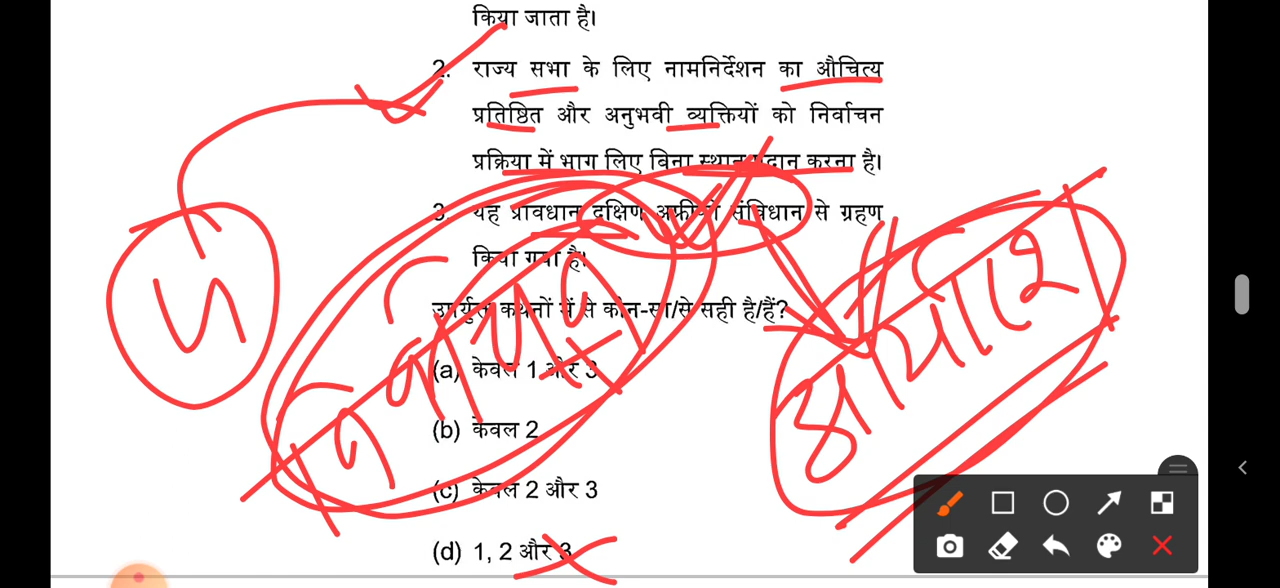 किया जाता है।
2. राज्य सभा के लिए नामनिर्देशन का औचित्य
प्रतिष्ठित और अनुभवी व्यक्तियों को निर्वाचन
प्रक्रिया में भाग लिए बिना स्थान प्रदान करना है।
3. यह प्रावधान दक्षिण अफ्रीकी संविधान से ग्रहण
किया गया है।
उपर्युक्त कथनों में से कौन-सा/से सही है/हैं?
(a) केवल 1 और 3
(b) केवल 2
(c) केवल 2 और 3
(d) 1, 2 और 3